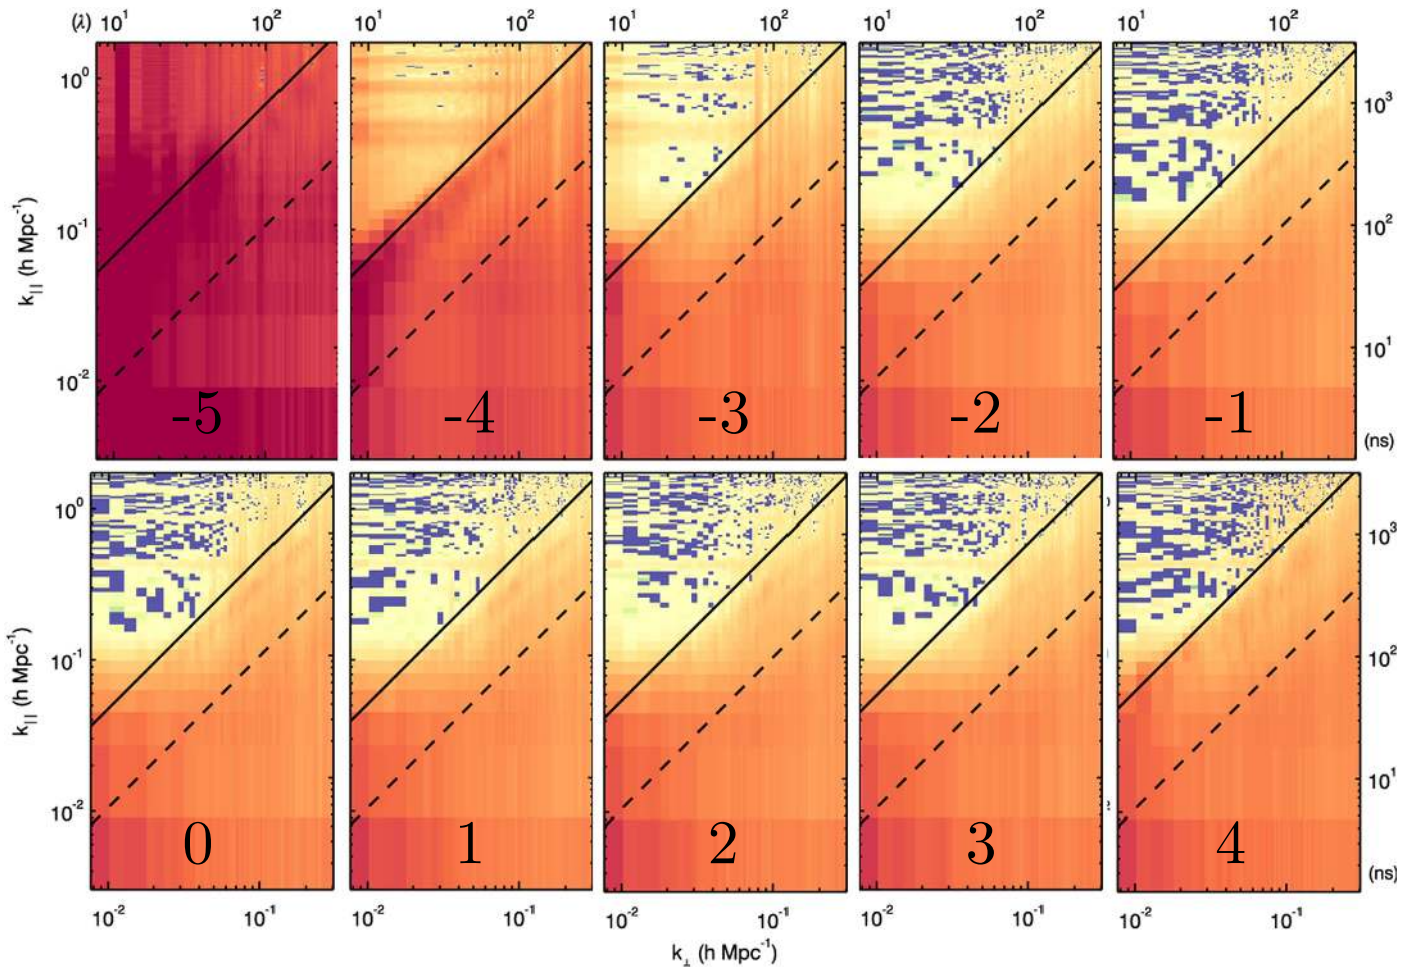 (λ) 10¹ 10² 10¹ 10² 10¹ 10² 10¹ 10² 10¹ 10²
10⁰ 10³
10⁻¹ 10²
k|| (h Mpc⁻¹)
10⁻² 10¹
-5 -4 -3 -2 -1
(ns)
10⁰ 10³
10⁻¹ 10²
k|| (h Mpc⁻¹)
10⁻² 10¹
0 1 2 3 4
(ns)
10⁻² 10⁻¹ 10⁻² 10⁻¹ 10⁻² 10⁻¹ 10⁻² 10⁻¹ 10⁻² 10⁻¹
k⊥ (h Mpc⁻¹)